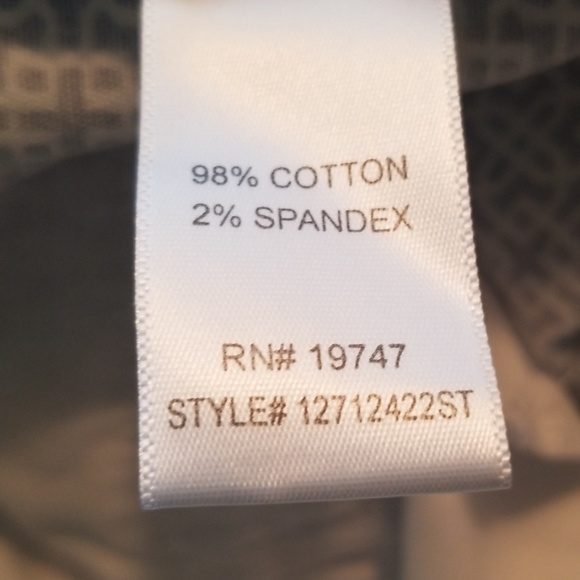 98% COTTON
2% SPANDEX
RN# 19747
STYLE# 12712422ST